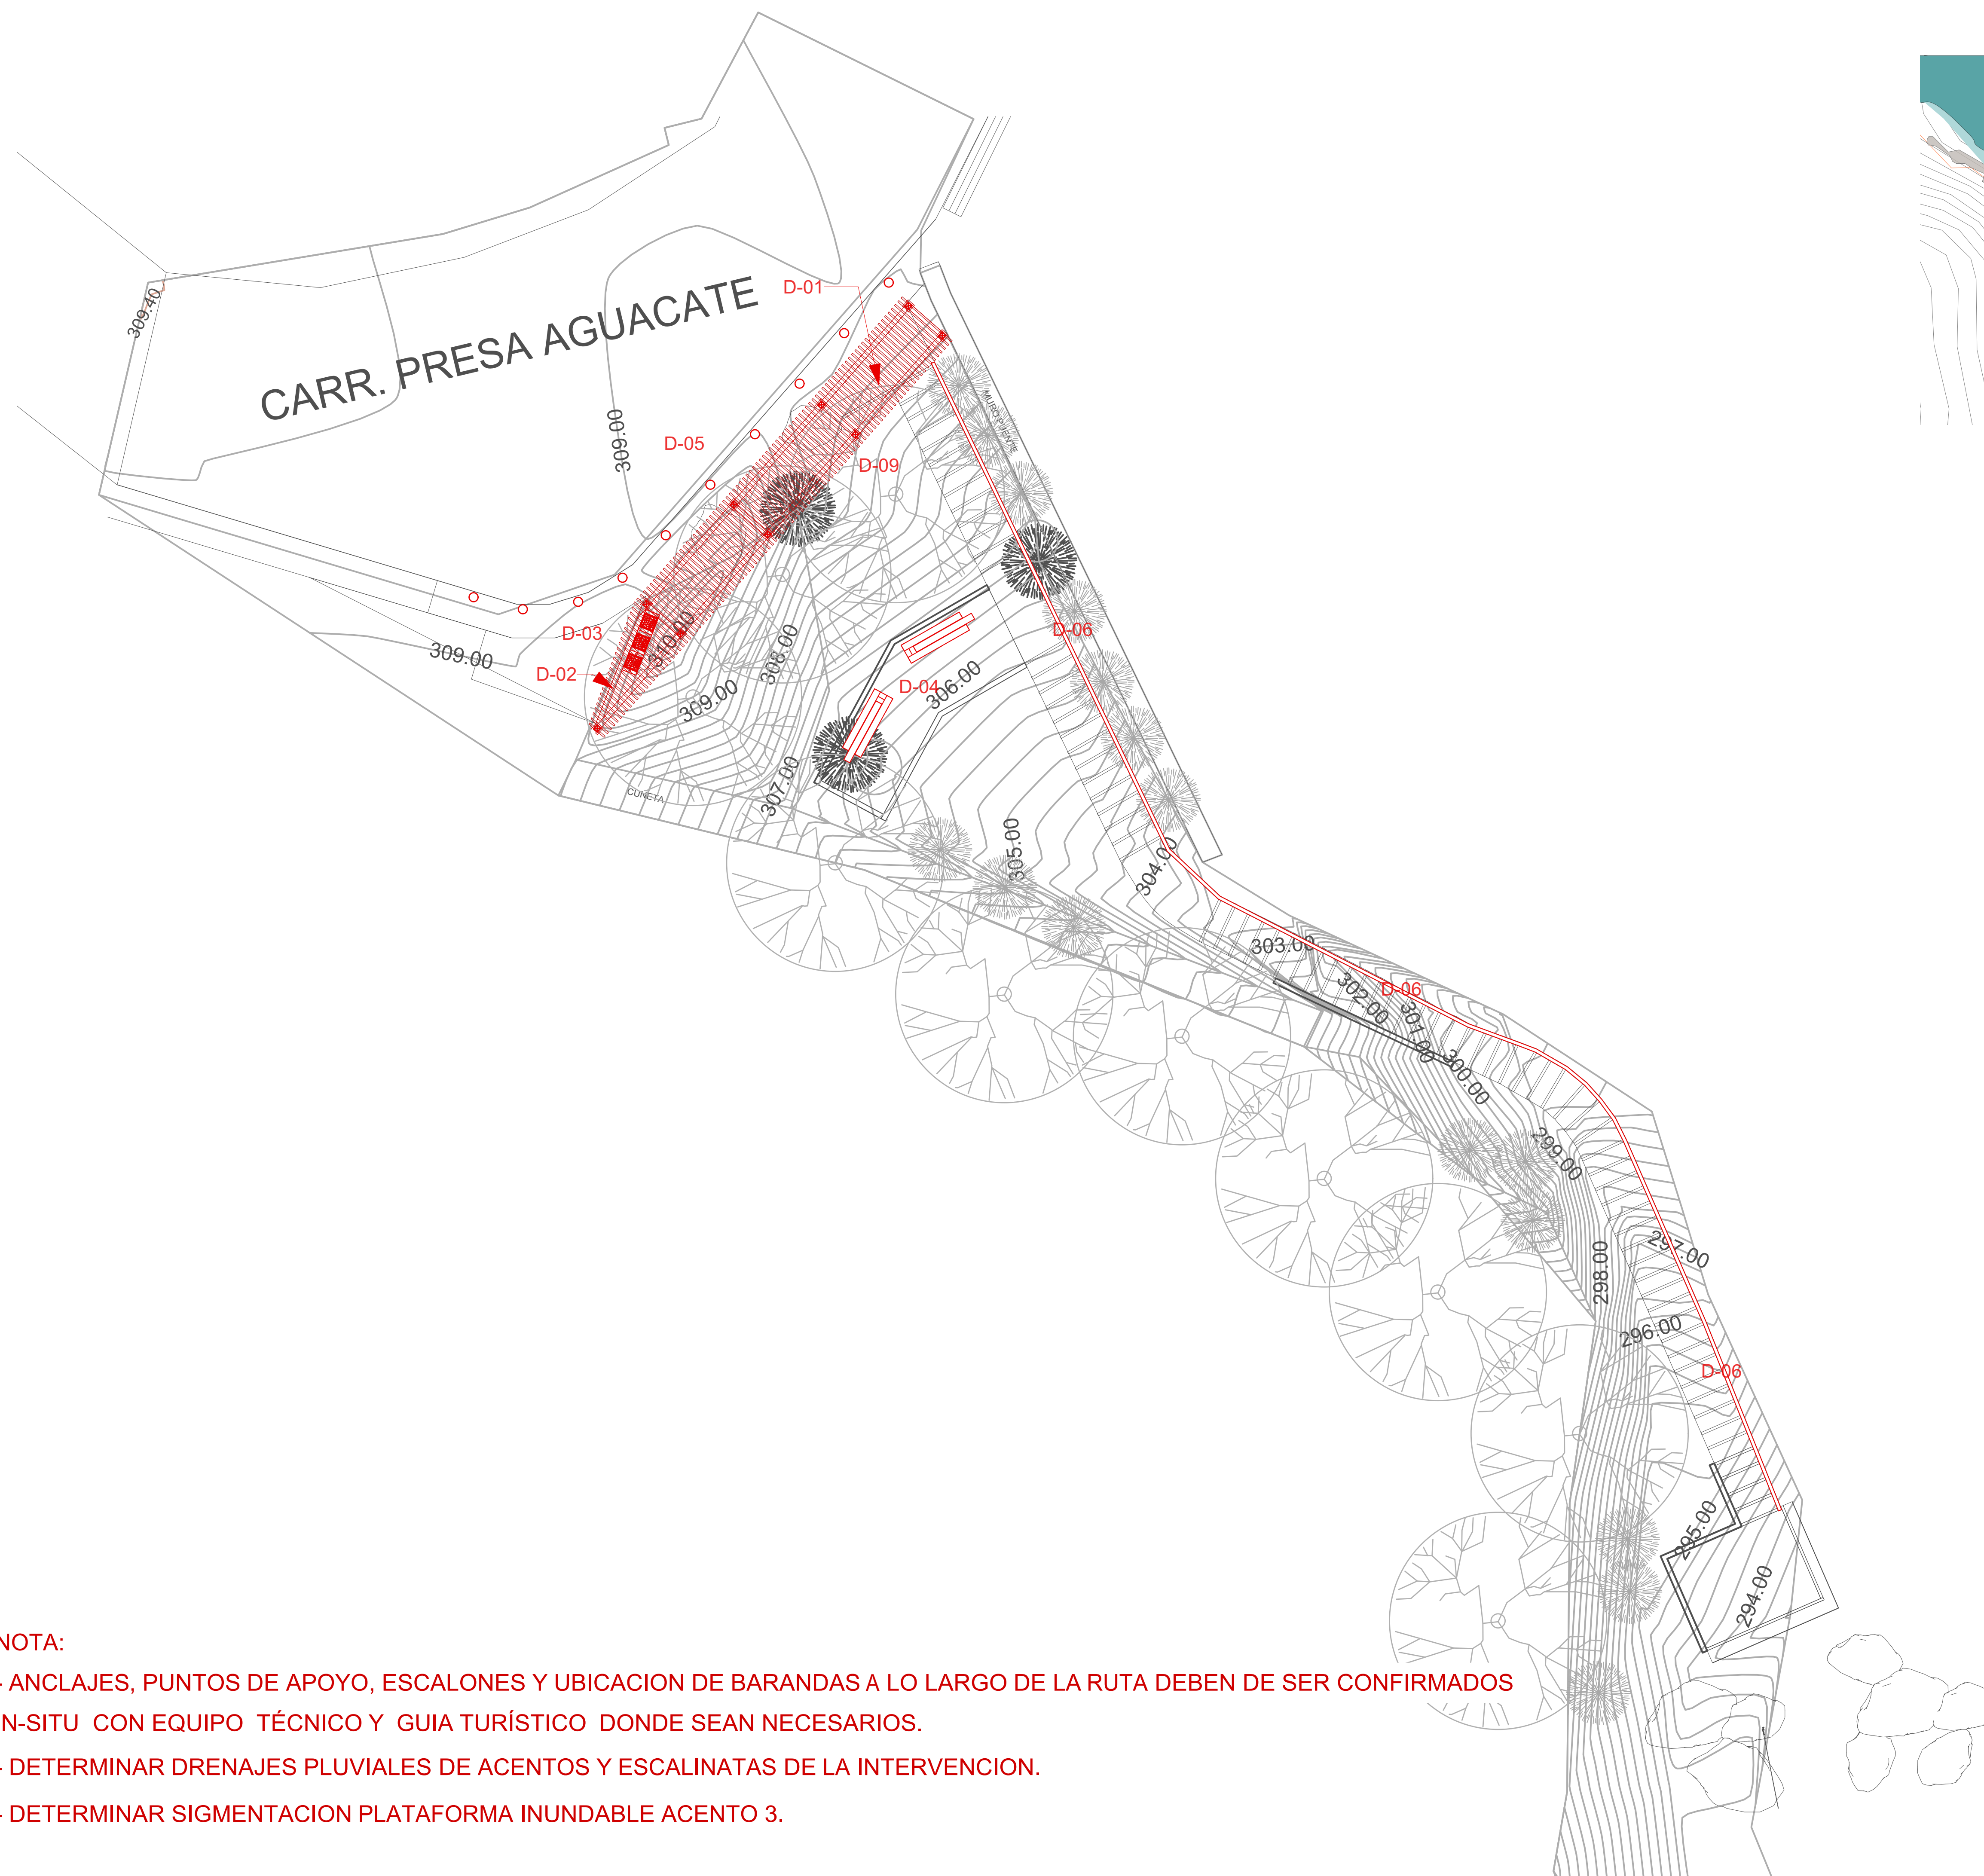 309.40
CARR. PRESA AGUACATE
D-01
309.00
D-05
D-09
MURO PUENTE
D-03
310.00
D-06
309.00
D-02
308.00
309.00
D-04
306.00
307.00
CUNETA
305.00
304.00
303.00
302.00
D-06
301.00
300.00
299.00
298.00
297.00
296.00
D-06
295.00
294.00
NOTA:
- ANCLAJES, PUNTOS DE APOYO, ESCALONES Y UBICACION DE BARANDAS A LO LARGO DE LA RUTA DEBEN DE SER CONFIRMADOS
N-SITU CON EQUIPO TÉCNICO Y GUIA TURÍSTICO DONDE SEAN NECESARIOS.
- DETERMINAR DRENAJES PLUVIALES DE ACENTOS Y ESCALINATAS DE LA INTERVENCION.
- DETERMINAR SIGMENTACION PLATAFORMA INUNDABLE ACENTO 3.